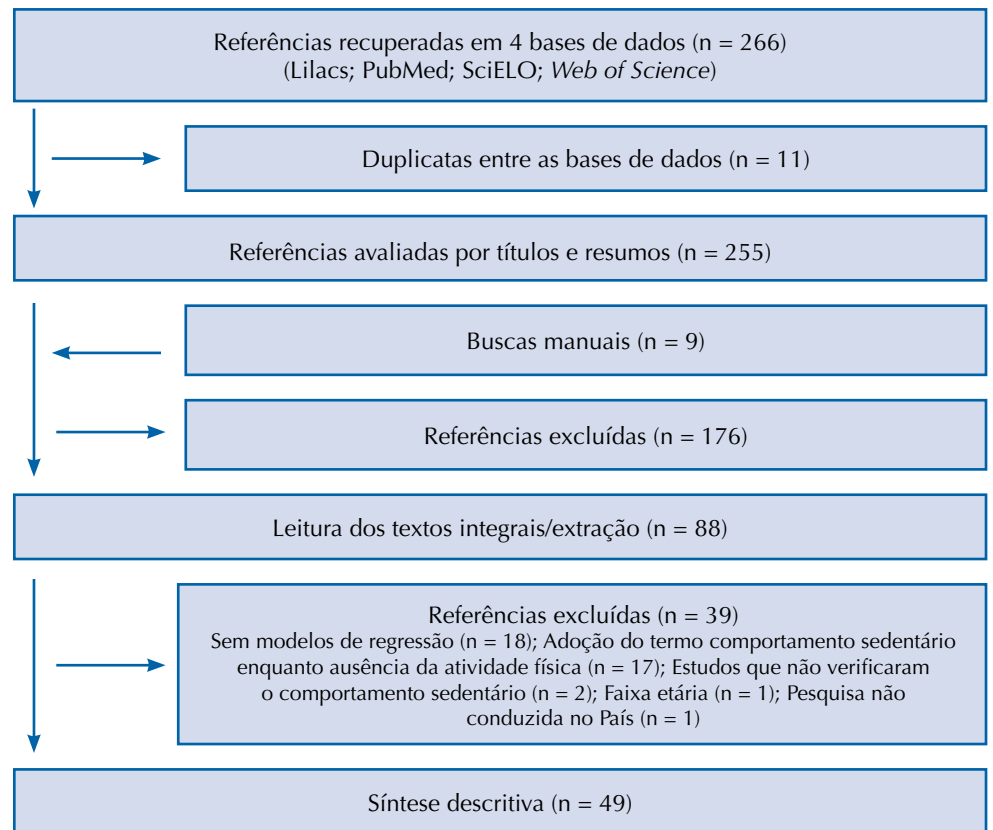 Referências recuperadas em 4 bases de dados (n = 266)
(Lilacs; PubMed; SciELO; Web of Science)
Duplicatas entre as bases de dados (n = 11)
Referências avaliadas por títulos e resumos (n = 255)
Buscas manuais (n = 9)
Referências excluídas (n = 176)
Leitura dos textos integrais/extração (n = 88)
Referências excluídas (n = 39)
Sem modelos de regressão (n = 18); Adoção do termo comportamento sedentário
enquanto ausência da atividade física (n = 17); Estudos que não verificaram
o comportamento sedentário (n = 2); Faixa etária (n = 1); Pesquisa não
conduzida no País (n = 1)
Síntese descritiva (n = 49)